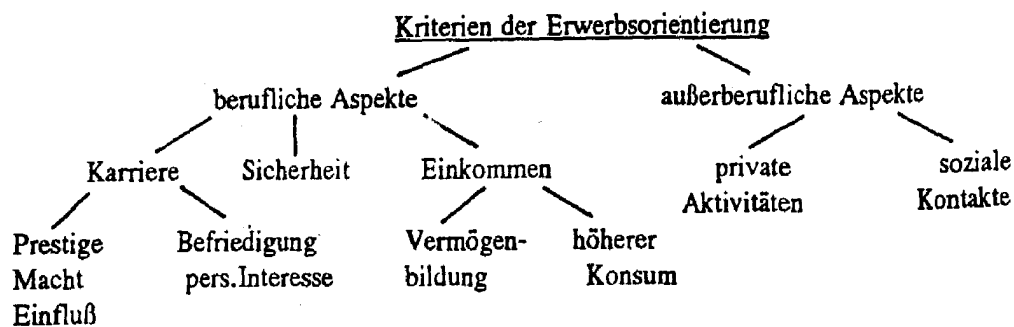 Kriterien der Erwerbsorientierung
berufliche Aspekte außerberufliche Aspekte
Karriere Sicherheit Einkommen private soziale
Aktivitäten Kontakte
Prestige Befriedigung Vermögen- höherer
Macht pers.Interesse bildung Konsum
Einfluß